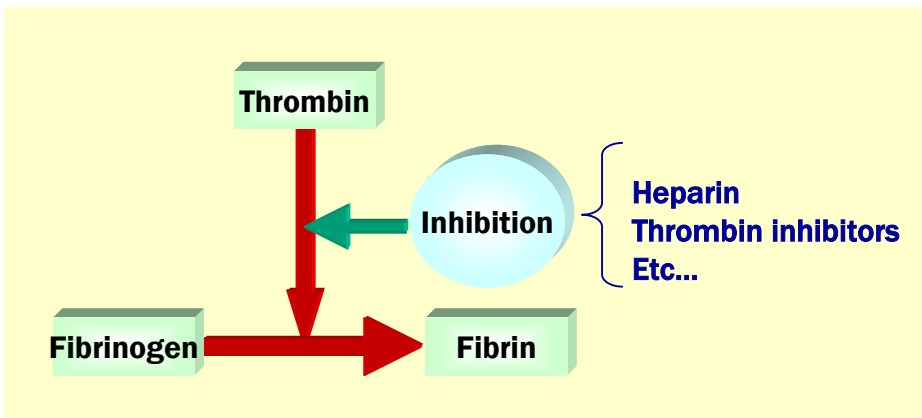 Thrombin
Inhibition
Heparin
Thrombin inhibitors
Etc...
Fibrinogen
Fibrin